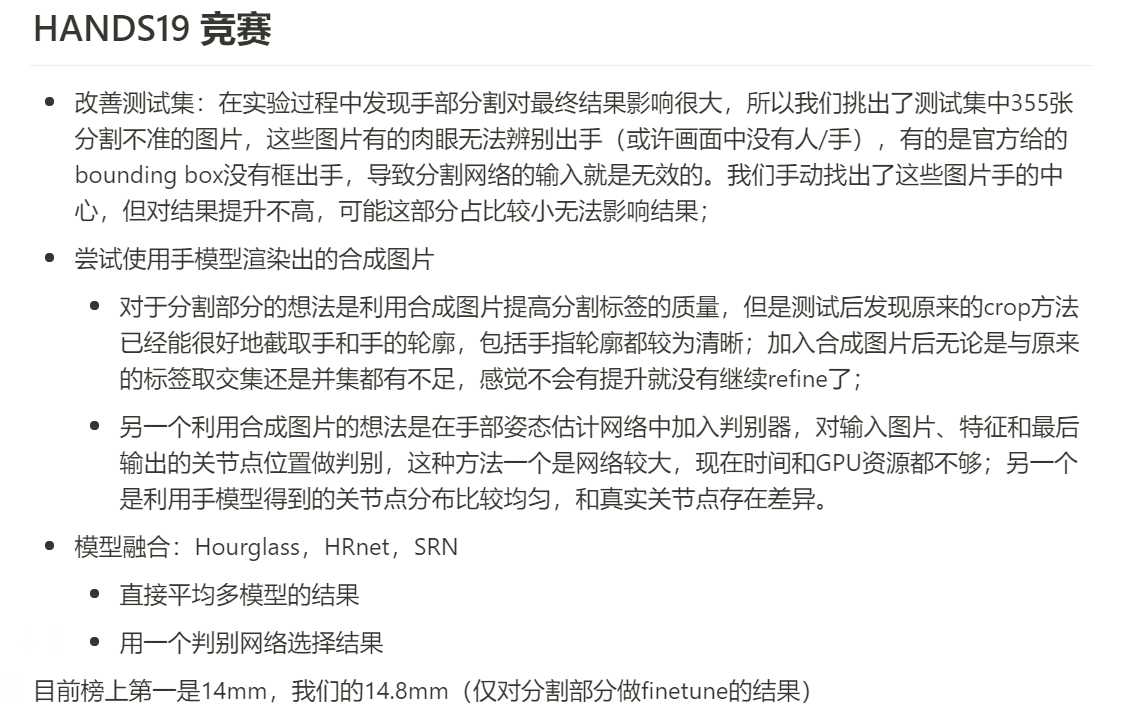 HANDS19 竞赛
改善测试集：在实验过程中发现手部分割对最终结果影响很大，所以我们挑出了测试集中355张
分割不准的图片，这些图片有的肉眼无法辨别出手（或许画面中没有人/手），有的是官方给的
bounding box没有框出手，导致分割网络的输入就是无效的。我们手动找出了这些图片手的中
心，但对结果提升不高，可能这部分占比较小无法影响结果；
尝试使用手模型渲染出的合成图片
对于分割部分的想法是利用合成图片提高分割标签的质量，但是测试后发现原来的crop方法
已经能很好地截取手和手的轮廓，包括手指轮廓都较为清晰；加入合成图片后无论是与原来
的标签取交集还是并集都有不足，感觉不会有提升就没有继续refine了；
另一个利用合成图片的想法是在手部姿态估计网络中加入判别器，对输入图片、特征和最后
输出的关节点位置做判别，这种方法一个是网络较大，现在时间和GPU资源都不够；另一个
是利用手模型得到的关节点分布比较均匀，和真实关节点存在差异。
模型融合：Hourglass，HRnet，SRN
直接平均多模型的结果
用一个判别网络选择结果
目前榜上第一是14mm，我们的14.8mm（仅对分割部分做finetune的结果）